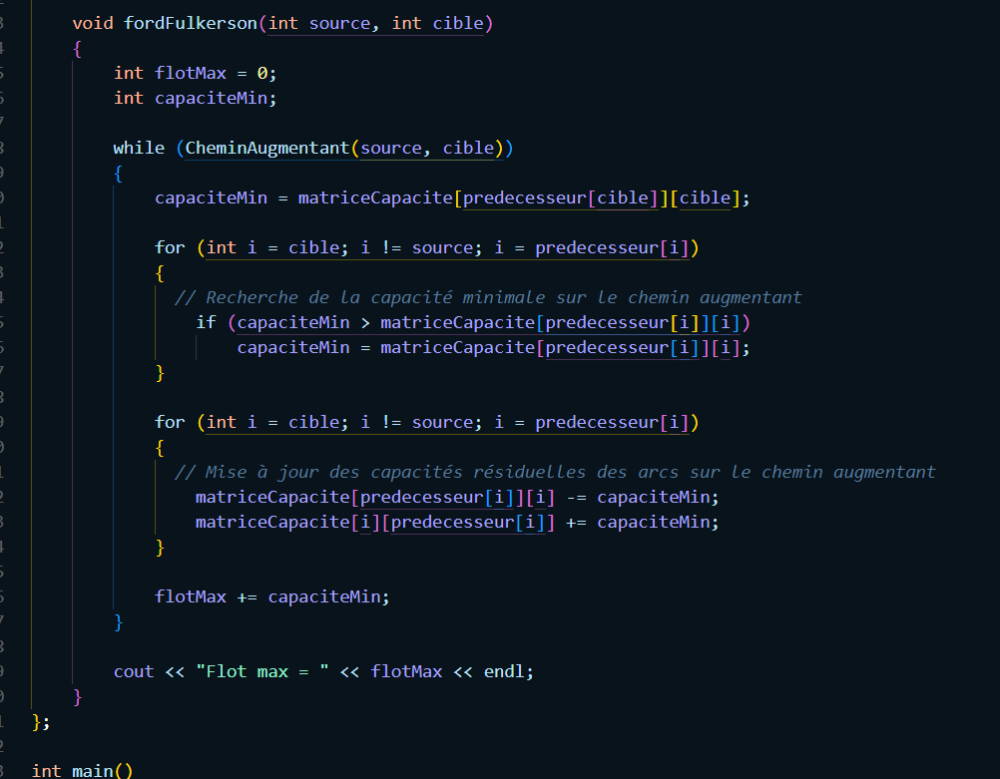 void fordFulkerson(int source, int cible)
{
int flotMax = 0;
int capaciteMin;
while (CheminAugmentant(source, cible))
{
capaciteMin = matriceCapacite[predecesseur[cible]][cible];
for (int i = cible; i != source; i = predecesseur[i])
{
// Recherche de la capacité minimale sur le chemin augmentant
if (capaciteMin > matriceCapacite[predecesseur[i]][i])
capaciteMin = matriceCapacite[predecesseur[i]][i];
}
for (int i = cible; i != source; i = predecesseur[i])
{
// Mise à jour des capacités résiduelles des arcs sur le chemin augmentant
matriceCapacite[predecesseur[i]][i] -= capaciteMin;
matriceCapacite[i][predecesseur[i]] += capaciteMin;
}
flotMax += capaciteMin;
}
cout << "Flot max = " << flotMax << endl;
}
};
int main()